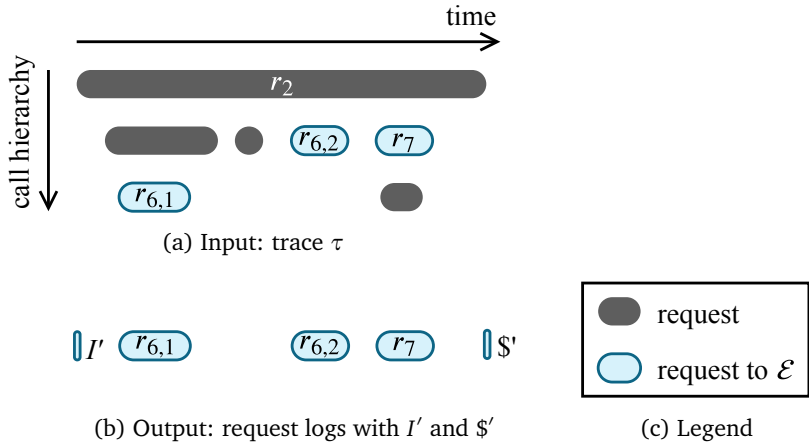 time
call hierarchy
r₂
r₆,₂
r₇
r₆,₁
(a) Input: trace τ
I' r₆,₁ r₆,₂ r₇ $'
request
request to ℰ
(b) Output: request logs with I′ and $′
(c) Legend